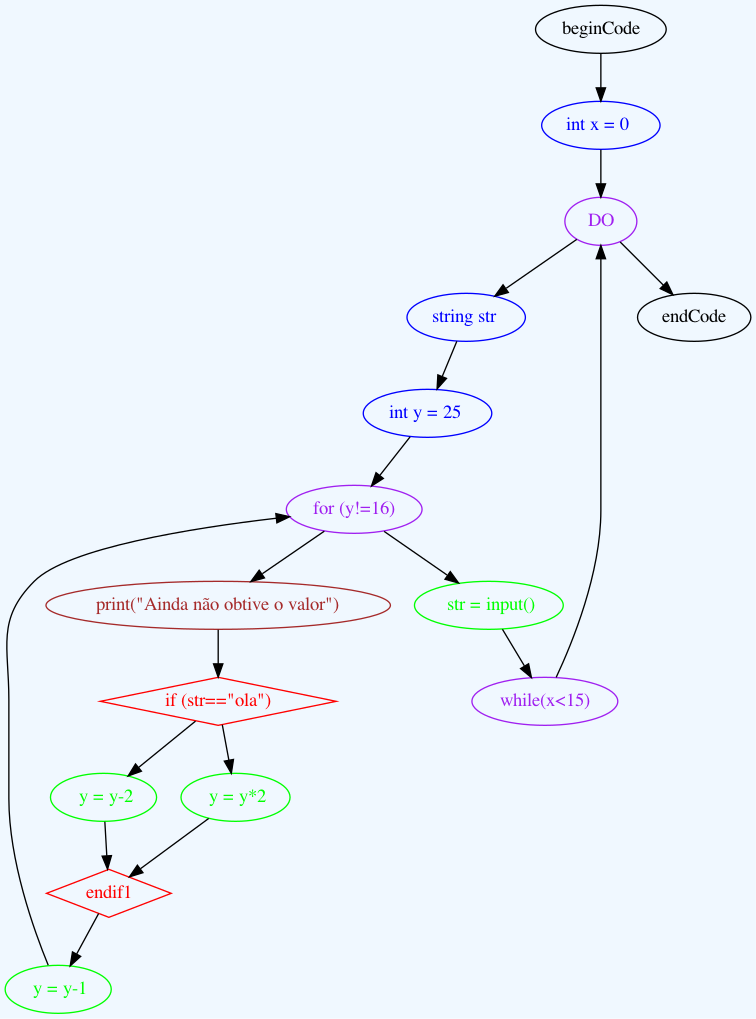 beginCode
int x = 0
DO
string str
endCode
int y = 25
for (y!=16)
print("Ainda não obtive o valor")
str = input()
if (str=="ola")
while(x<15)
y = y-2
y = y*2
endif1
y = y-1